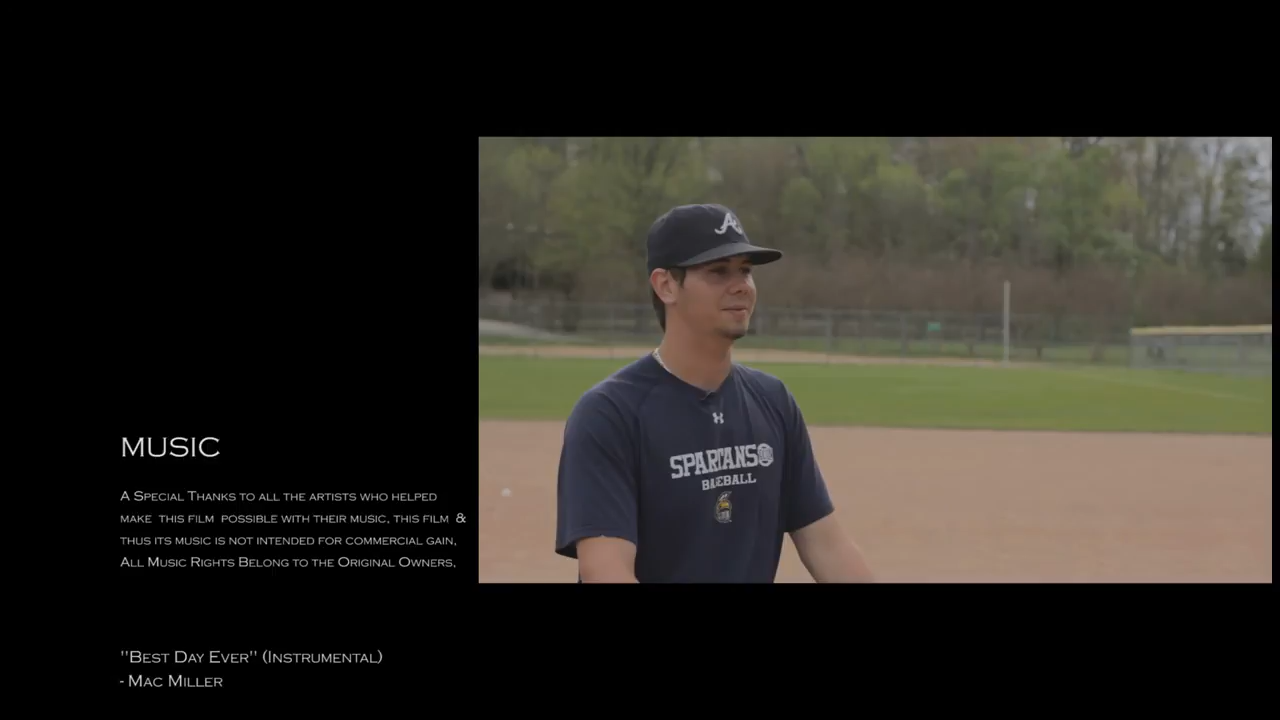 MUSIC
A SPECIAL THANKS TO ALL THE ARTISTS WHO HELPED
MAKE THIS FILM POSSIBLE WITH THEIR MUSIC, THIS FILM &
THUS ITS MUSIC IS NOT INTENDED FOR COMMERCIAL GAIN,
ALL MUSIC RIGHTS BELONG TO THE ORIGINAL OWNERS,
"BEST DAY EVER" (INSTRUMENTAL)
- MAC MILLER
A
SPARTANS
BASEBALL